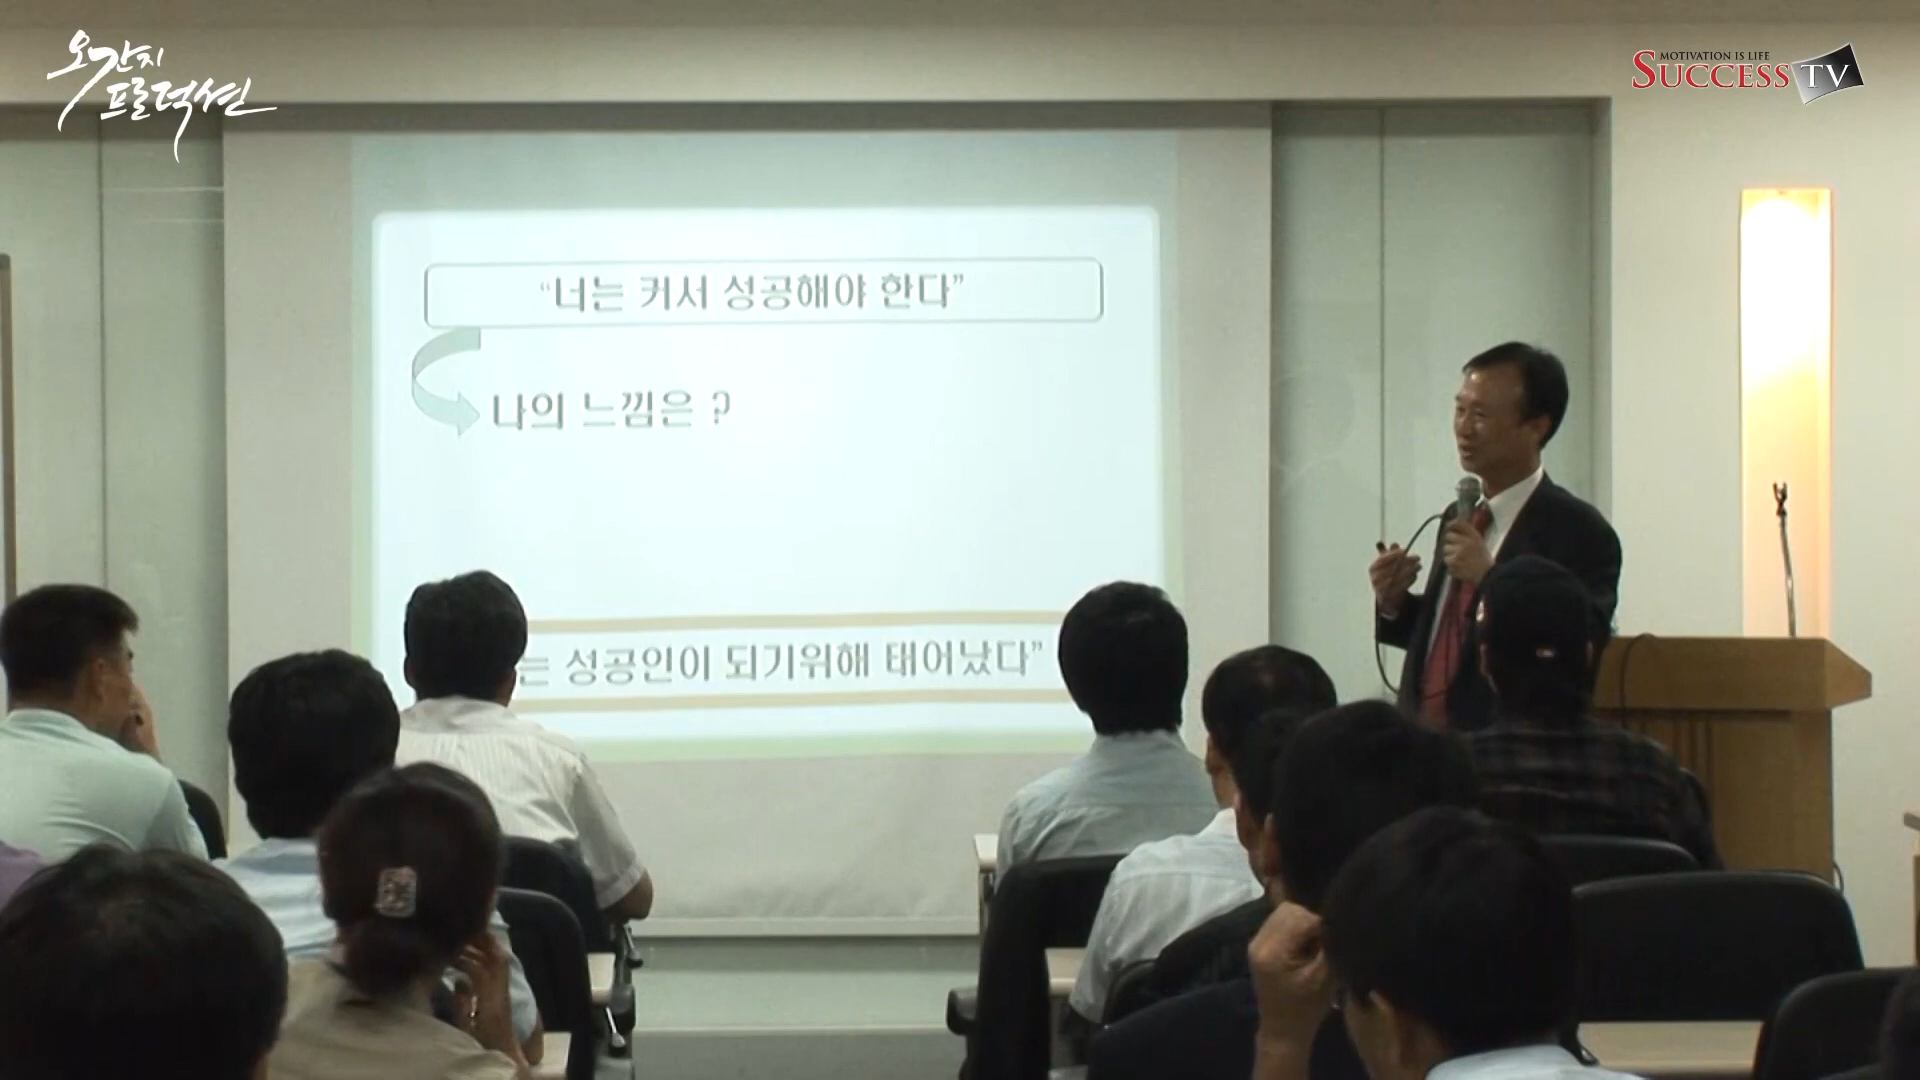 오간지
프로덕션
MOTIVATION IS LIFE
SUCCESS TV
“너는 커서 성공해야 한다”
나의 느낌은 ?
는 성공인이 되기위해 태어났다”